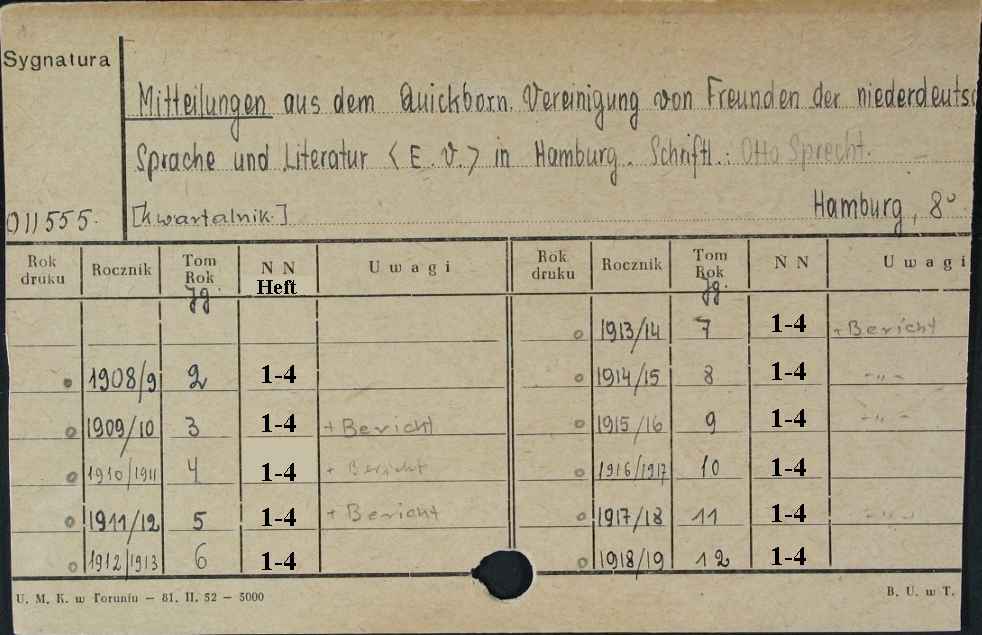 Sygnatura
Mitteilungen aus dem Quickborn. Vereinigung von Freunden der niederdeutsc
Sprache und Literatur <E. V.> in Hamburg. Schriftl.: Otto Sprecht.
011555. [kwartalnik.] Hamburg, 8°
Rok druku Rocznik Tom Rok Jg. N N Heft Uwagi Rok druku Rocznik Tom Rok Jg. N N Uwagi
1913/14 7 1-4 + Bericht
1908/9 2 1-4 1914/15 8 1-4 -"-
1909/10 3 1-4 + Bericht 1915/16 9 1-4 -"-
1910/1911 4 1-4 + Bericht 1916/1917 10 1-4
1911/12 5 1-4 + Bericht 1917/18 11 1-4 -"-
1912/1913 6 1-4 1918/19 12 1-4
U. M. K. w Toruniu — 81. II. 52 — 5000 B. U. w T.